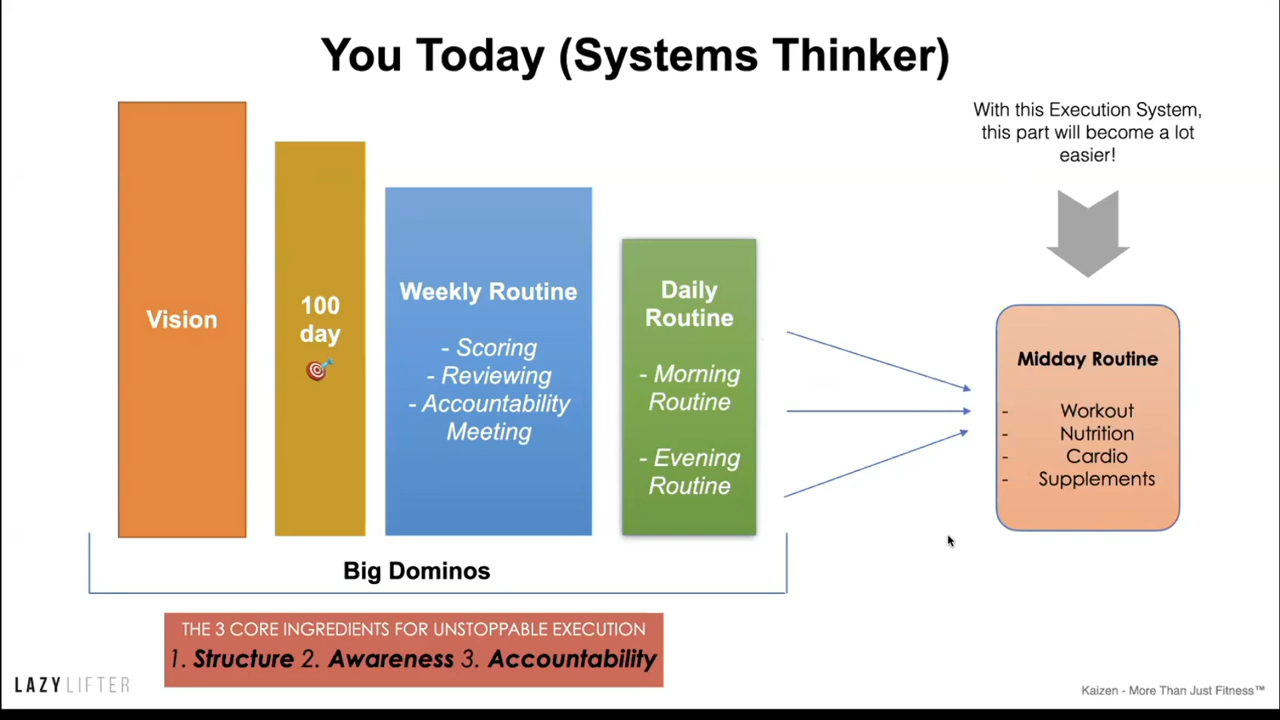 You Today (Systems Thinker)
With this Execution System,
this part will become a lot
easier!
Vision
100
day
Weekly Routine
- Scoring
- Reviewing
- Accountability
Meeting
Daily
Routine
- Morning
Routine
- Evening
Routine
Midday Routine
- Workout
- Nutrition
- Cardio
- Supplements
Big Dominos
THE 3 CORE INGREDIENTS FOR UNSTOPPABLE EXECUTION
1. Structure 2. Awareness 3. Accountability
LAZYLIFTER
Kaizen - More Than Just Fitness™